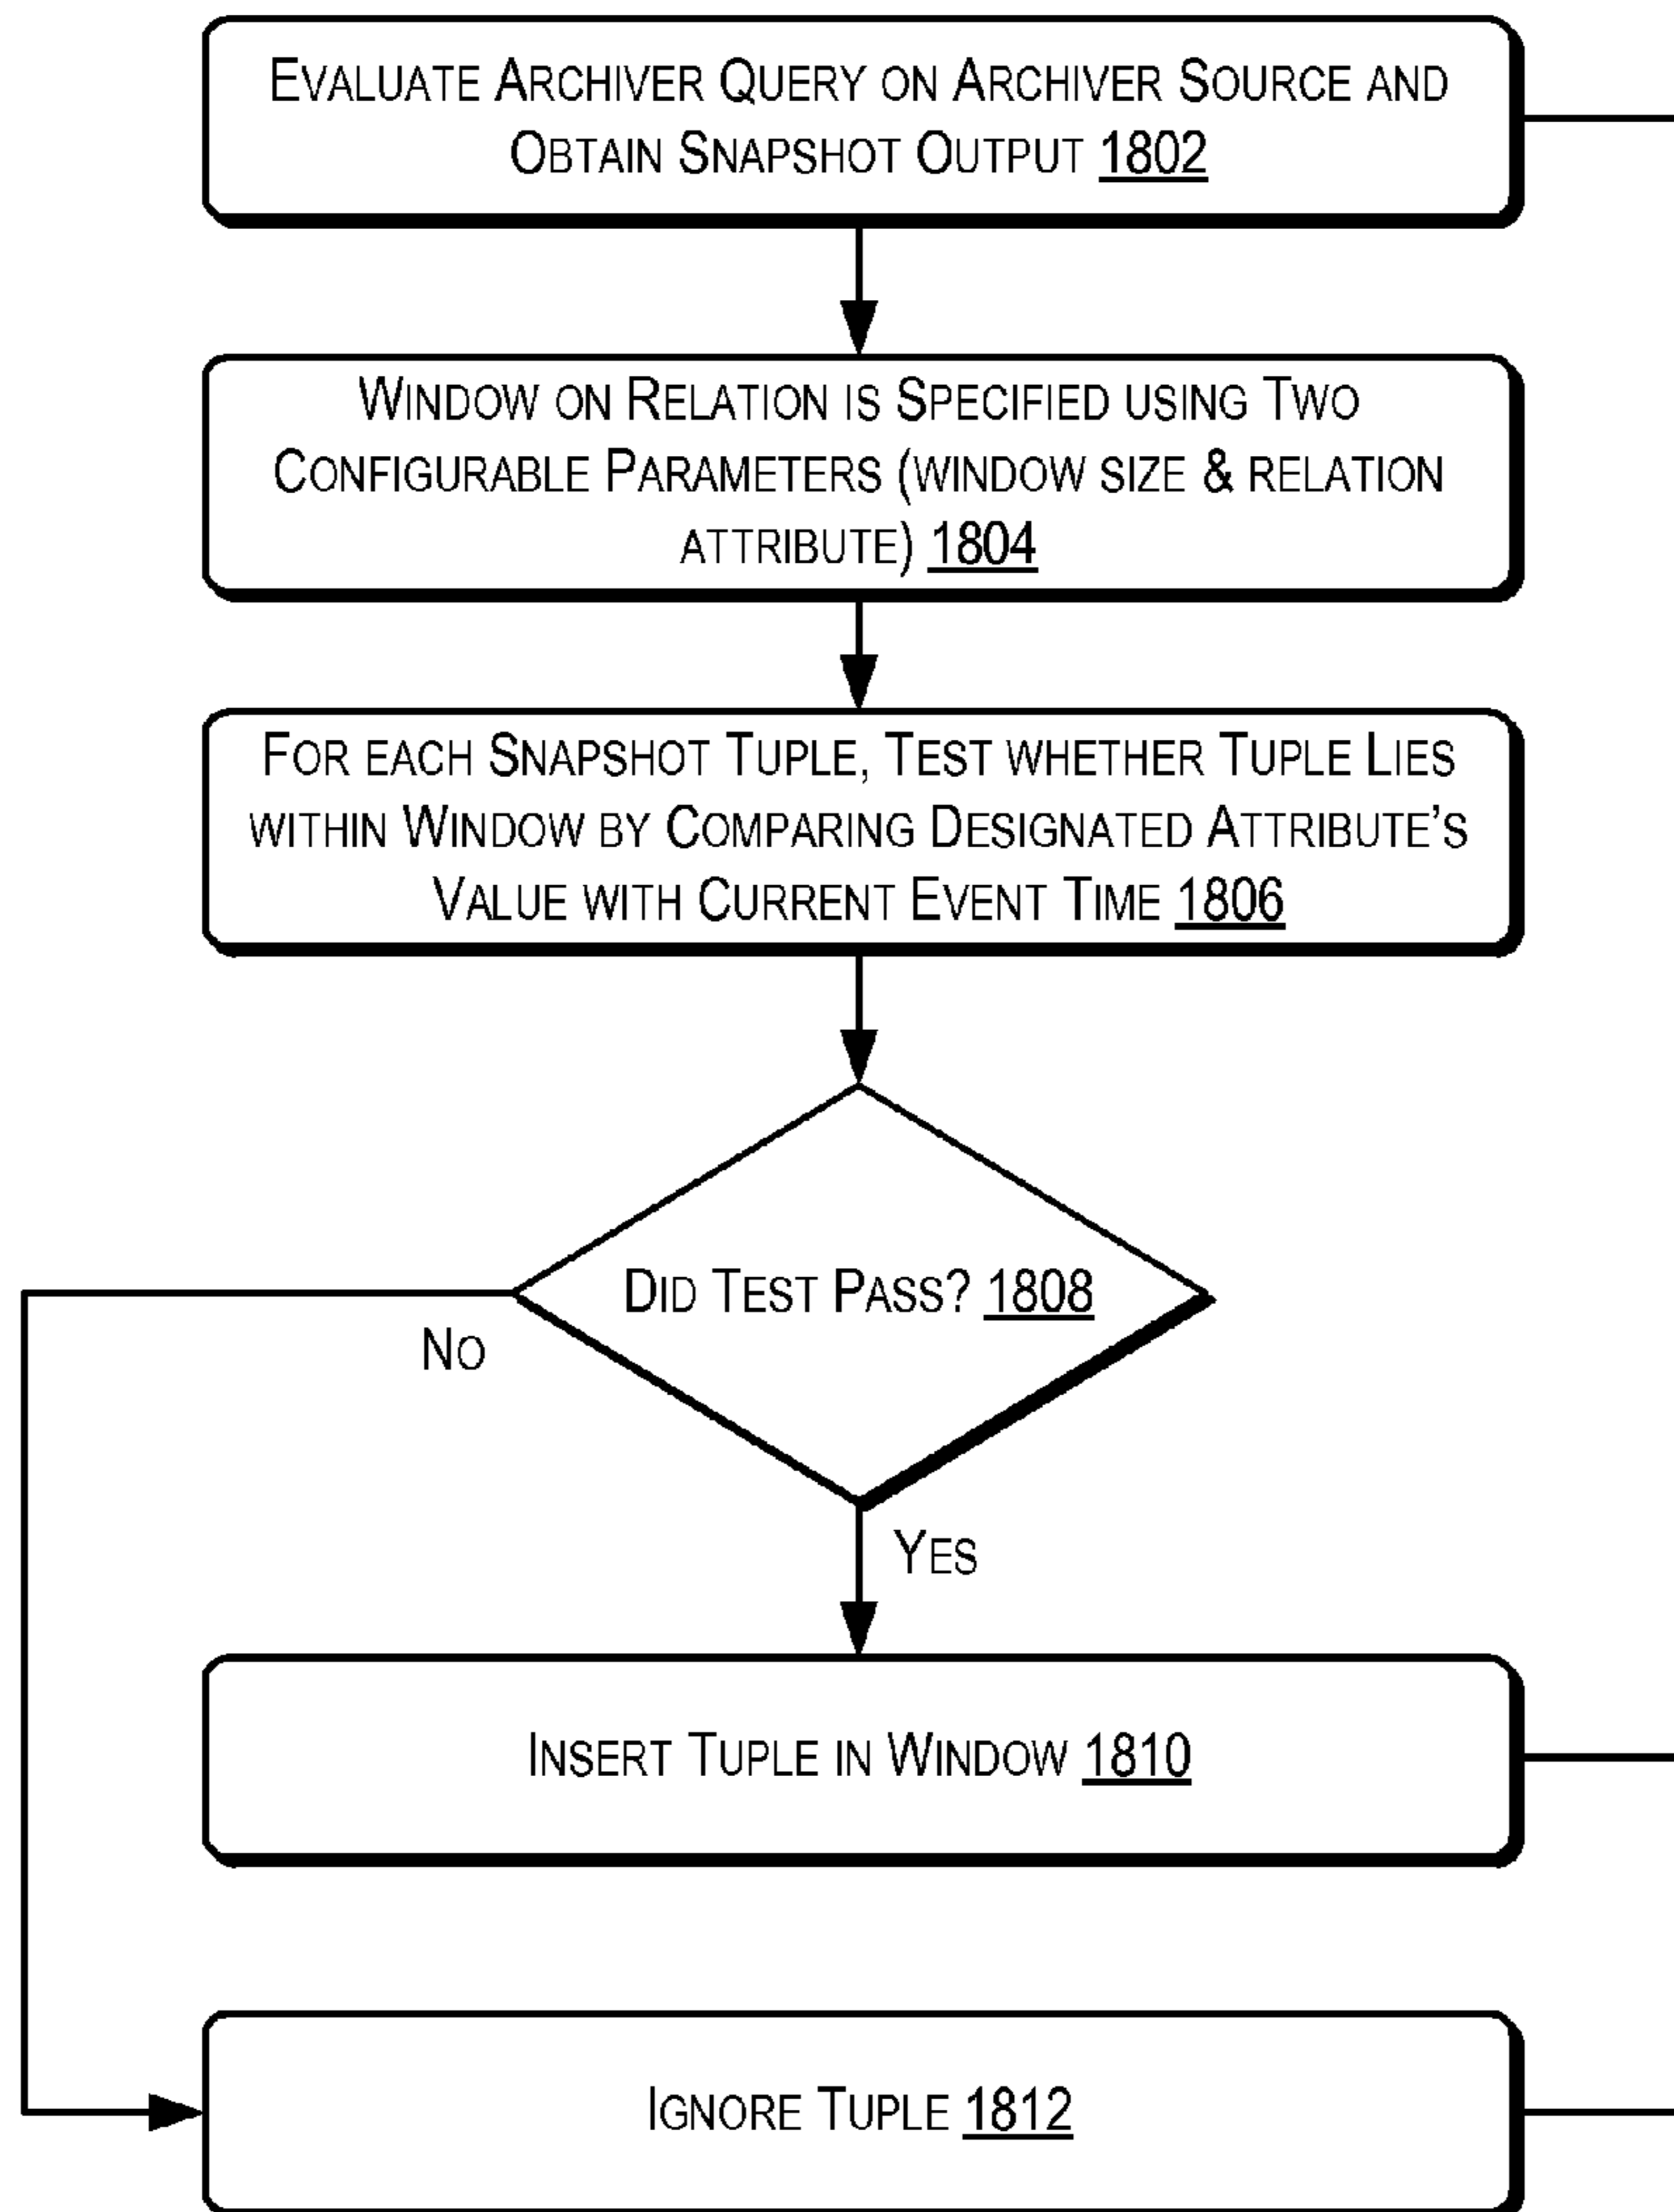 EVALUATE ARCHIVER QUERY ON ARCHIVER SOURCE AND
OBTAIN SNAPSHOT OUTPUT 1802
WINDOW ON RELATION IS SPECIFIED USING TWO
CONFIGURABLE PARAMETERS (WINDOW SIZE & RELATION
ATTRIBUTE) 1804
FOR EACH SNAPSHOT TUPLE, TEST WHETHER TUPLE LIES
WITHIN WINDOW BY COMPARING DESIGNATED ATTRIBUTE'S
VALUE WITH CURRENT EVENT TIME 1806
DID TEST PASS? 1808
NO
YES
INSERT TUPLE IN WINDOW 1810
IGNORE TUPLE 1812